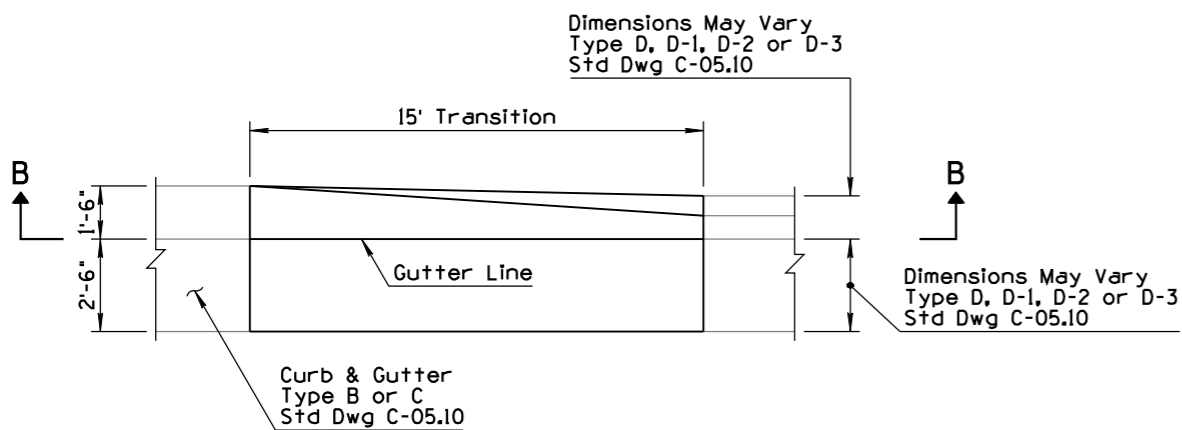 Dimensions May Vary
Type D, D-1, D-2 or D-3
Std Dwg C-05.10
15' Transition
B
B
1'-6"
2'-6"
Gutter Line
Dimensions May Vary
Type D, D-1, D-2 or D-3
Std Dwg C-05.10
Curb & Gutter
Type B or C
Std Dwg C-05.10